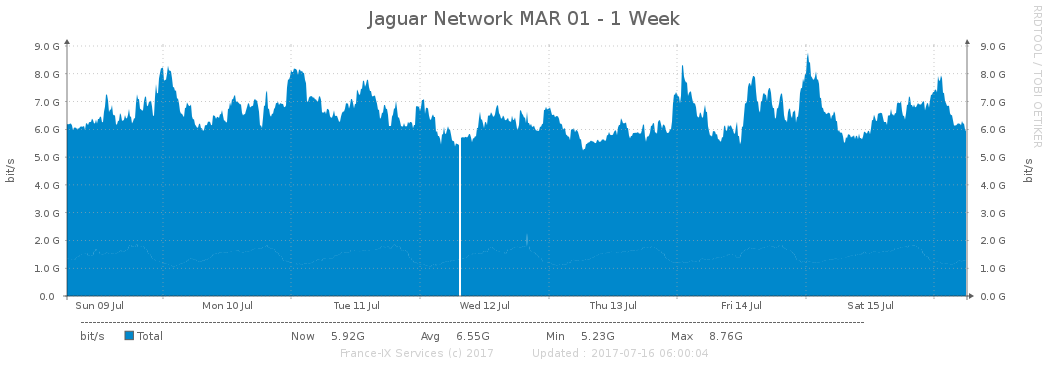 Jaguar Network MAR 01 - 1 Week
RRDTOOL / TOBI OETIKER
9.0 G 9.0 G
8.0 G 8.0 G
7.0 G 7.0 G
6.0 G 6.0 G
5.0 G 5.0 G
4.0 G 4.0 G
3.0 G 3.0 G
2.0 G 2.0 G
1.0 G 1.0 G
0.0 0.0 G
bit/s bit/s
Sun 09 Jul Mon 10 Jul Tue 11 Jul Wed 12 Jul Thu 13 Jul Fri 14 Jul Sat 15 Jul
bit/s Total Now 5.92G Avg 6.55G Min 5.23G Max 8.76G
France-IX Services (c) 2017 Updated : 2017-07-16 06:00:04